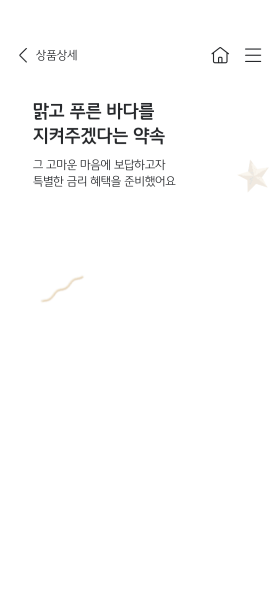 상품상세
맑고 푸른 바다를
지켜주겠다는 약속
그 고마운 마음에 보답하고자
특별한 금리 혜택을 준비했어요